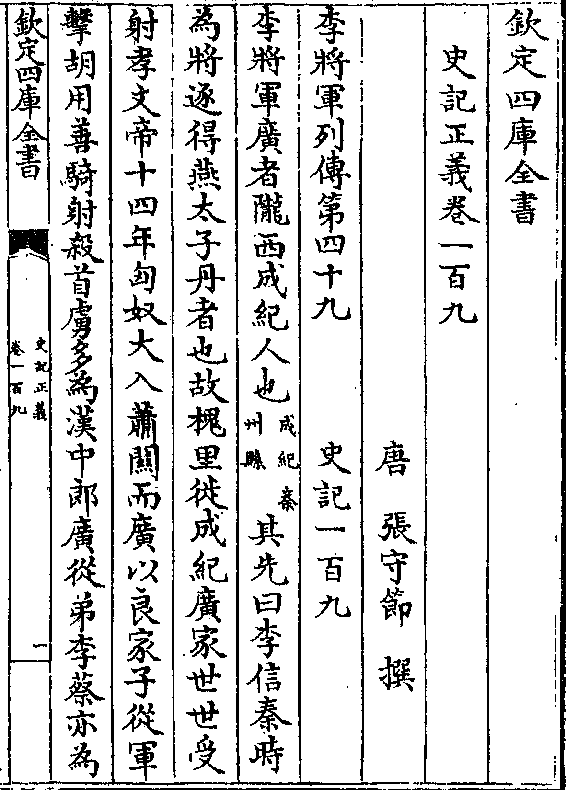 欽定四庫全書
史記正義卷一百九
唐 張守節 撰
李將軍列傳第四十九 史記一百九
李將軍廣者隴西成紀人也成紀秦州縣其先曰李信秦時
為將逐得燕太子丹者也故槐里徙成紀廣家世世受
射孝文帝十四年匈奴大入蕭關而廣以良家子從軍
擊胡用善騎射殺首虜多為漢中郎廣從弟李蔡亦為
欽定四庫全書
史記正義
卷一百九
一